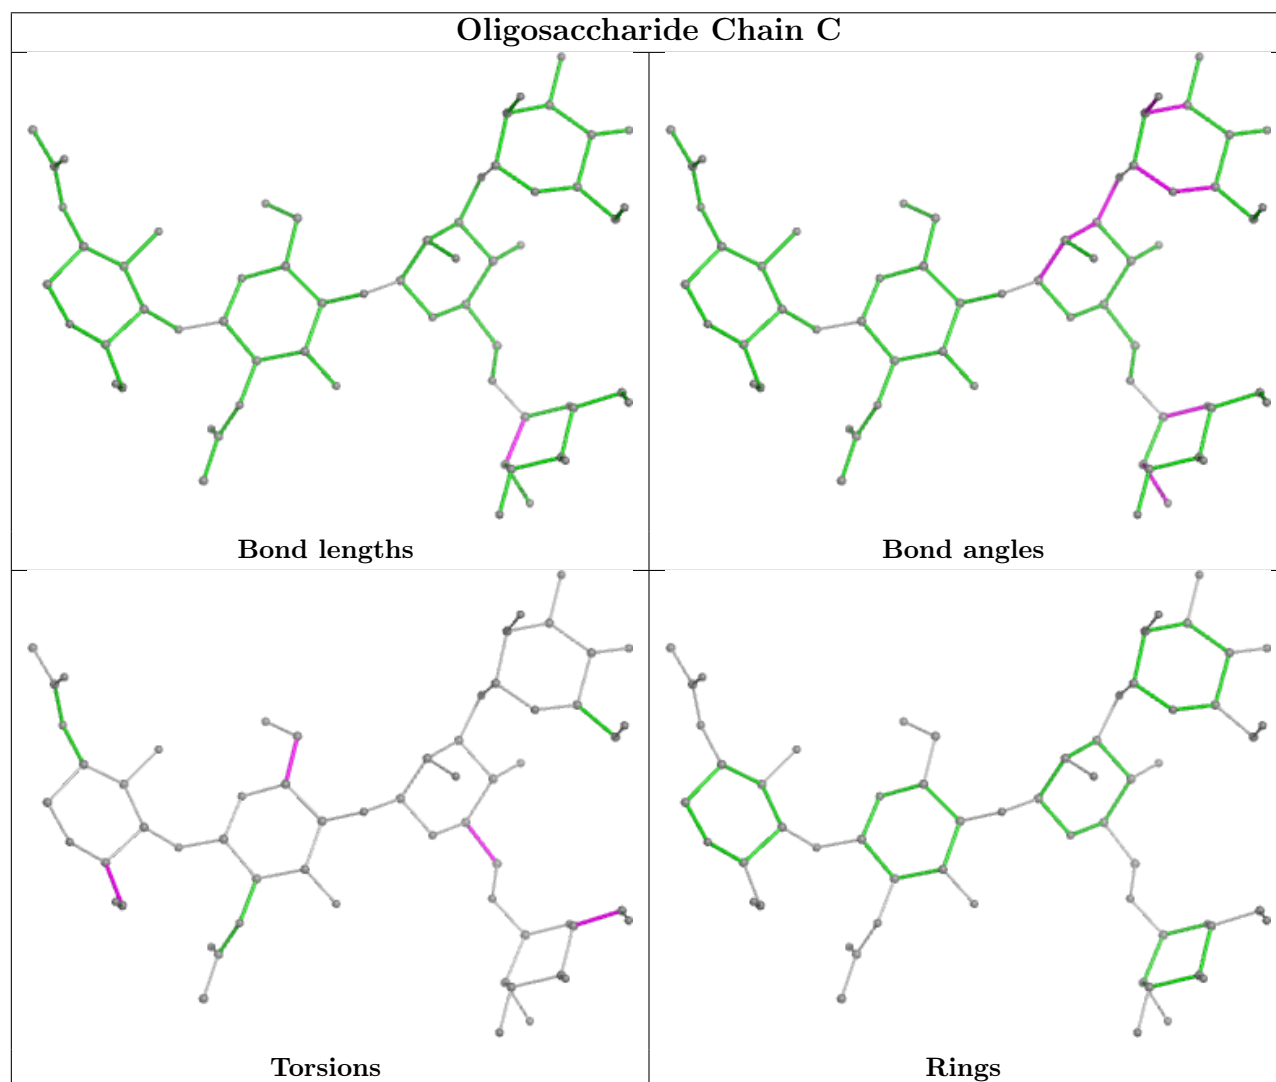 Oligosaccharide Chain C
Bond lengths
Bond angles
Torsions
Rings